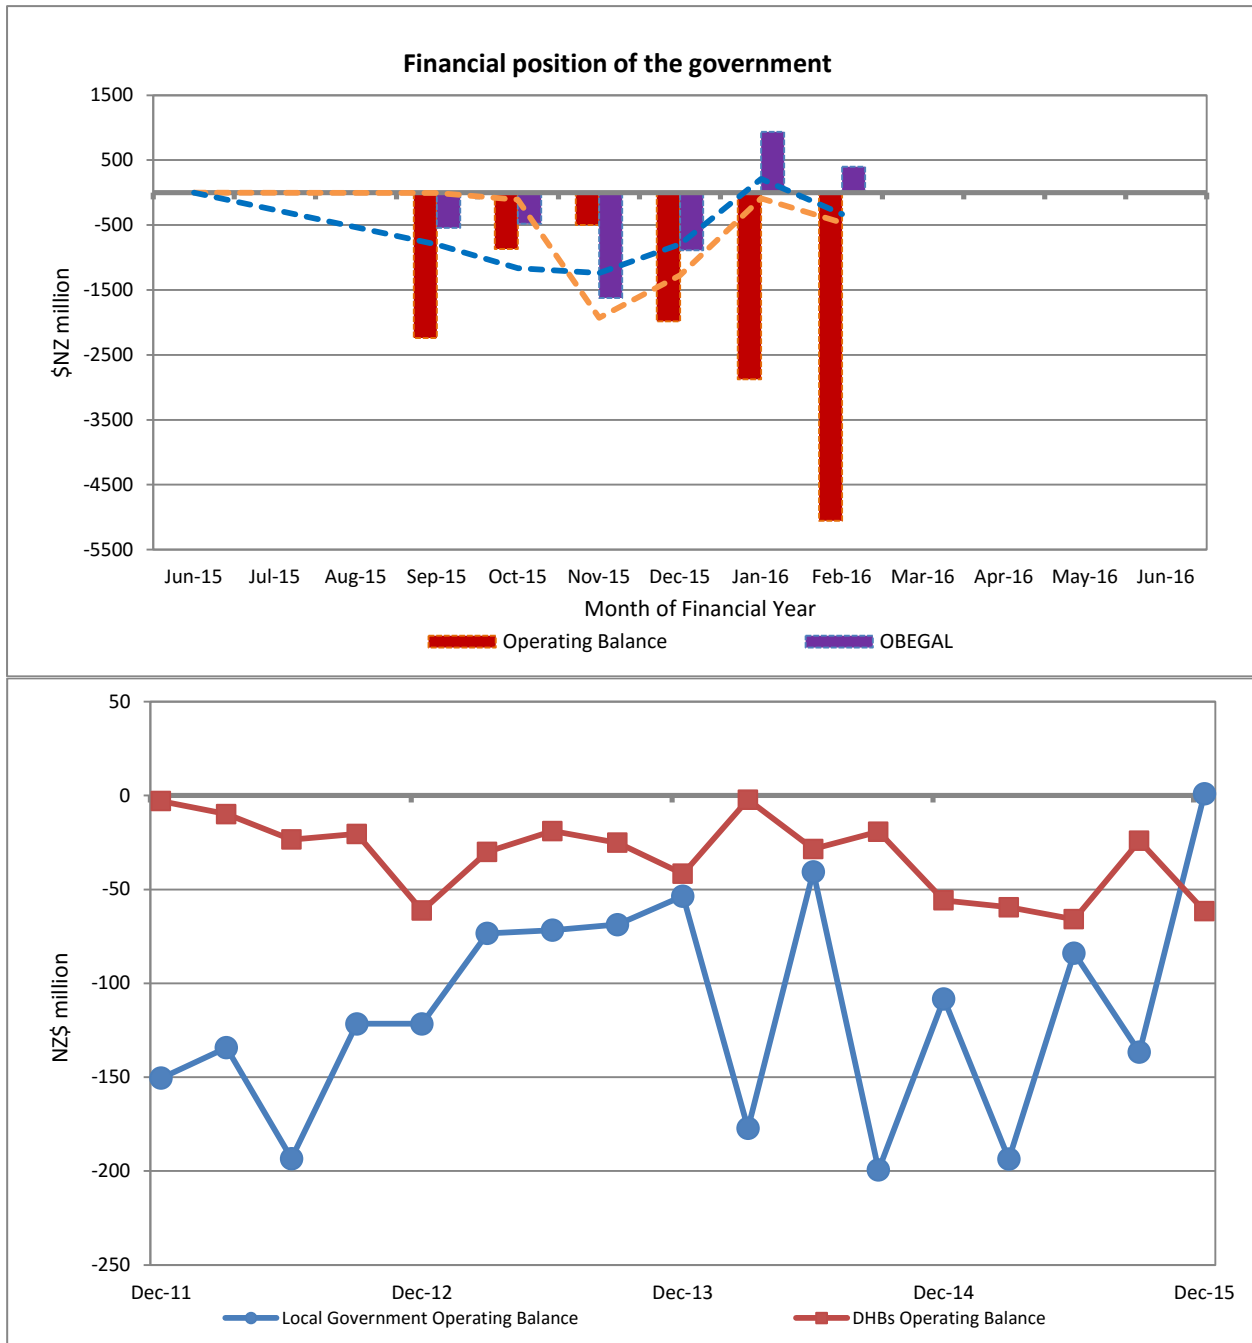 Financial position of the government
1500
500
-500
-1500
-2500
-3500
-4500
-5500
$NZ million
Jun-15 Jul-15 Aug-15 Sep-15 Oct-15 Nov-15 Dec-15 Jan-16 Feb-16 Mar-16 Apr-16 May-16 Jun-16
Month of Financial Year
Operating Balance OBEGAL
50
0
-50
-100
-150
-200
-250
NZ$ million
Dec-11 Dec-12 Dec-13 Dec-14 Dec-15
Local Government Operating Balance DHBs Operating Balance